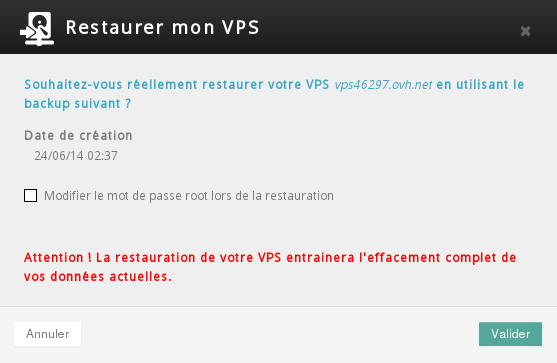 Restaurer mon VPS
Souhaitez-vous réellement restaurer votre VPS vps46297.ovh.net en utilisant le
backup suivant ?
Date de création
24/06/14 02:37
Modifier le mot de passe root lors de la restauration
Attention ! La restauration de votre VPS entrainera l'effacement complet de
vos données actuelles.
Annuler
Valider